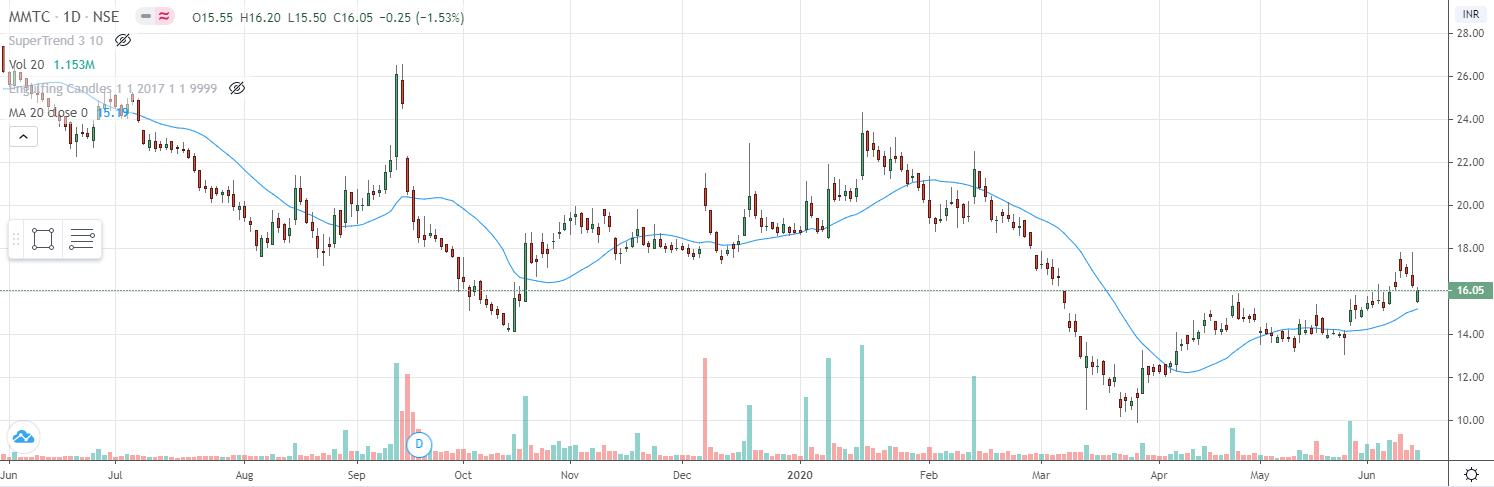 MMTC · 1D · NSE O15.55 H16.20 L15.50 C16.05 −0.25 (−1.53%)
INR
SuperTrend 3 10
Vol 20 1.153M
Engulfing Candles 1 1 2017 1 1 9999
MA 20 close 0 15.19
28.00
26.00
24.00
22.00
20.00
18.00
16.05
14.00
12.00
10.00
D
Jun Jul Aug Sep Oct Nov Dec 2020 Feb Mar Apr May Jun